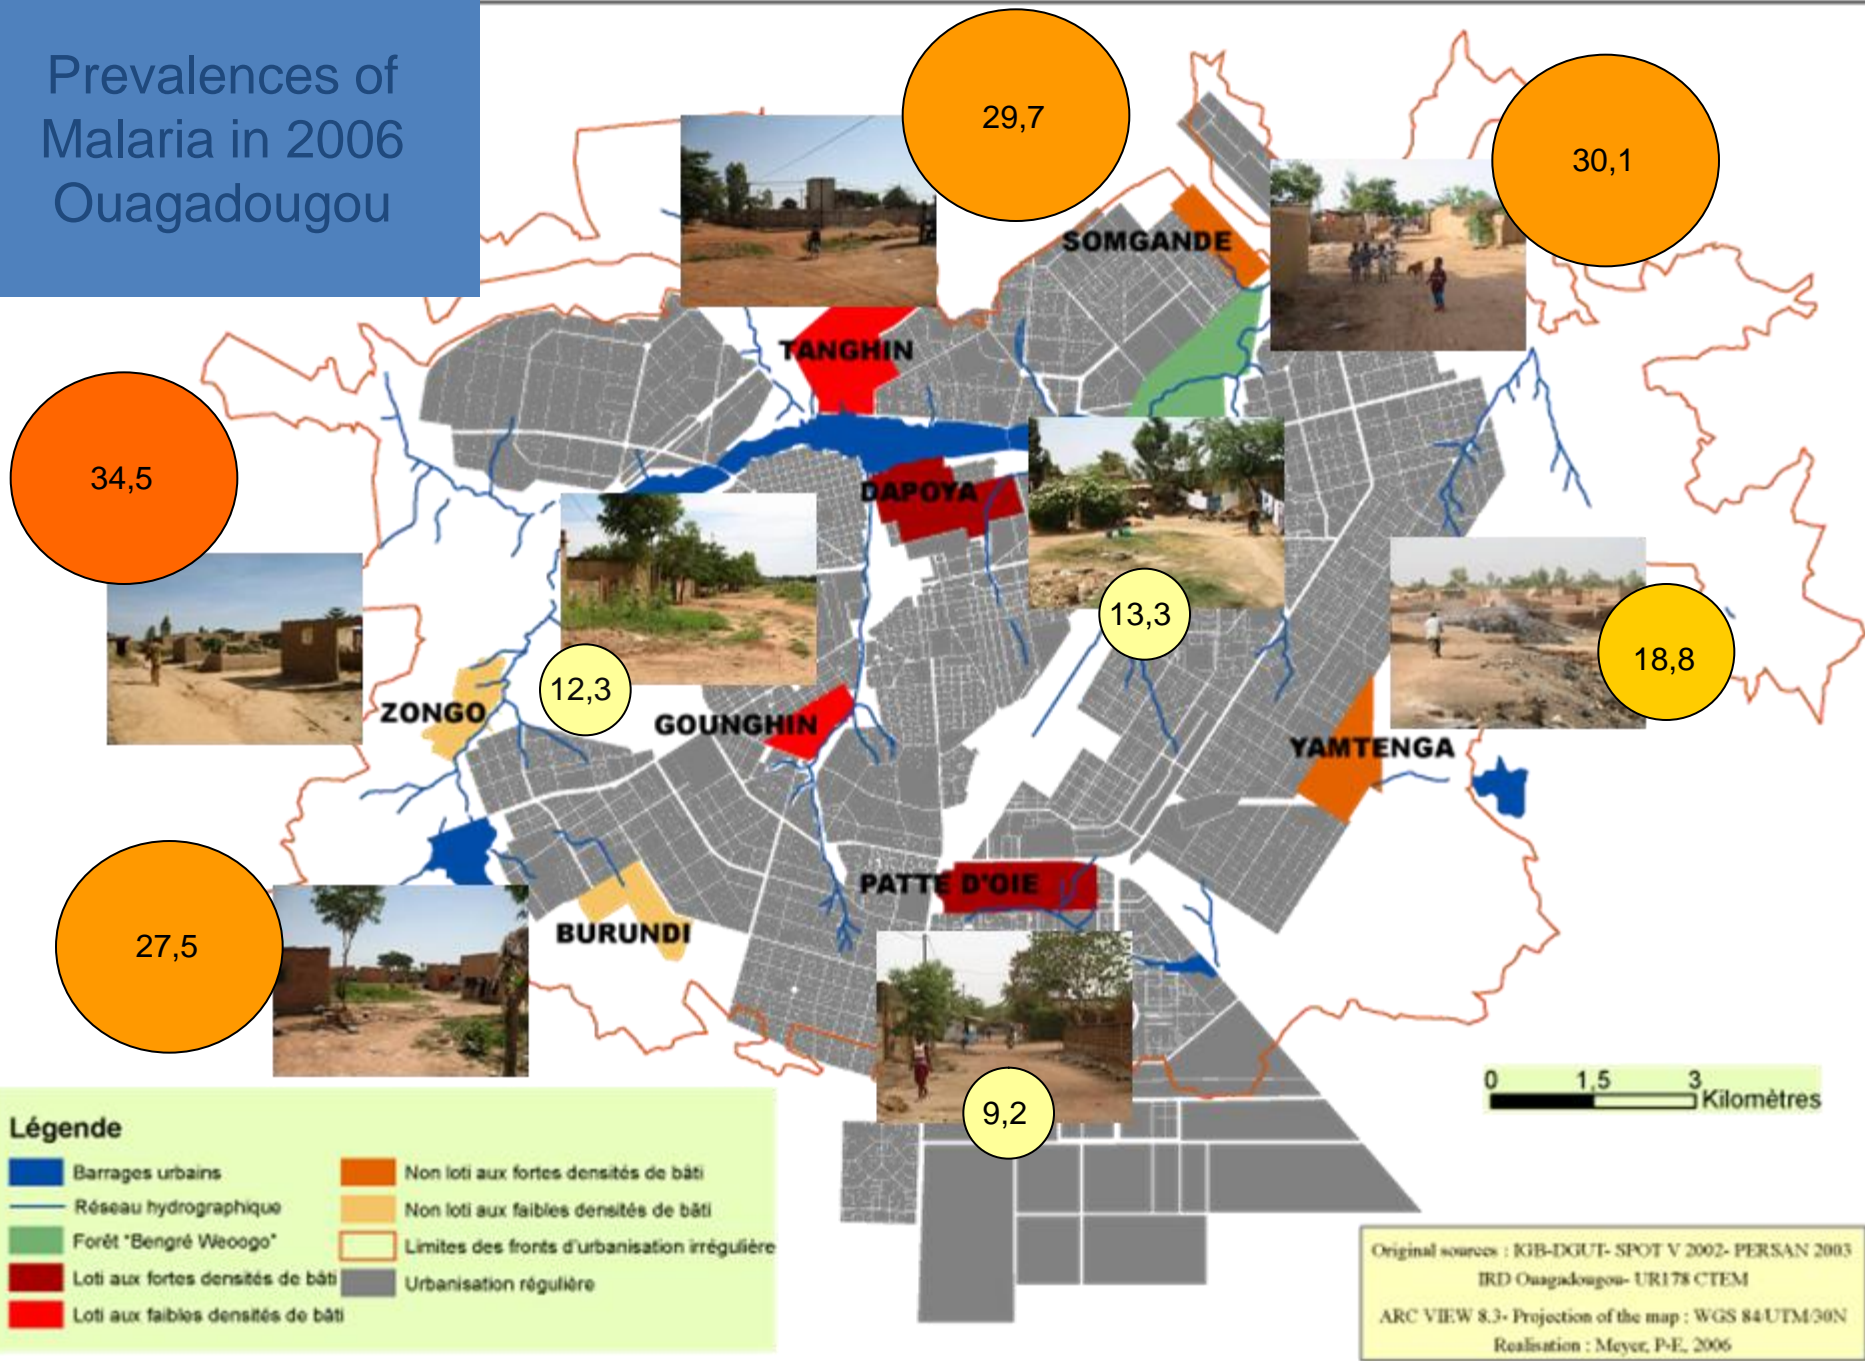 Prevalences of
Malaria in 2006
Ouagadougou
29,7
30,1
SOMGANDE
TANGHIN
34,5
DAPOYA
13,3
18,8
12,3
ZONGO
GOUNGHIN
YAMTENGA
PATTE D'OIE
BURUNDI
27,5
9,2
0 1,5 3
Kilomètres
Légende
Barrages urbains
Réseau hydrographique
Forêt "Bengré Weoogo"
Loti aux fortes densités de bâti
Loti aux faibles densités de bâti
Non loti aux fortes densités de bâti
Non loti aux faibles densités de bâti
Limites des fronts d'urbanisation irrégulière
Urbanisation régulière
Original sources : IGB-DGUT- SPOT V 2002- PERSAN 2003
IRD Ouagadougou- UR178 CTEM
ARC VIEW 8.3- Projection of the map : WGS 84/UTM/30N
Realisation : Meyer, P-E, 2006